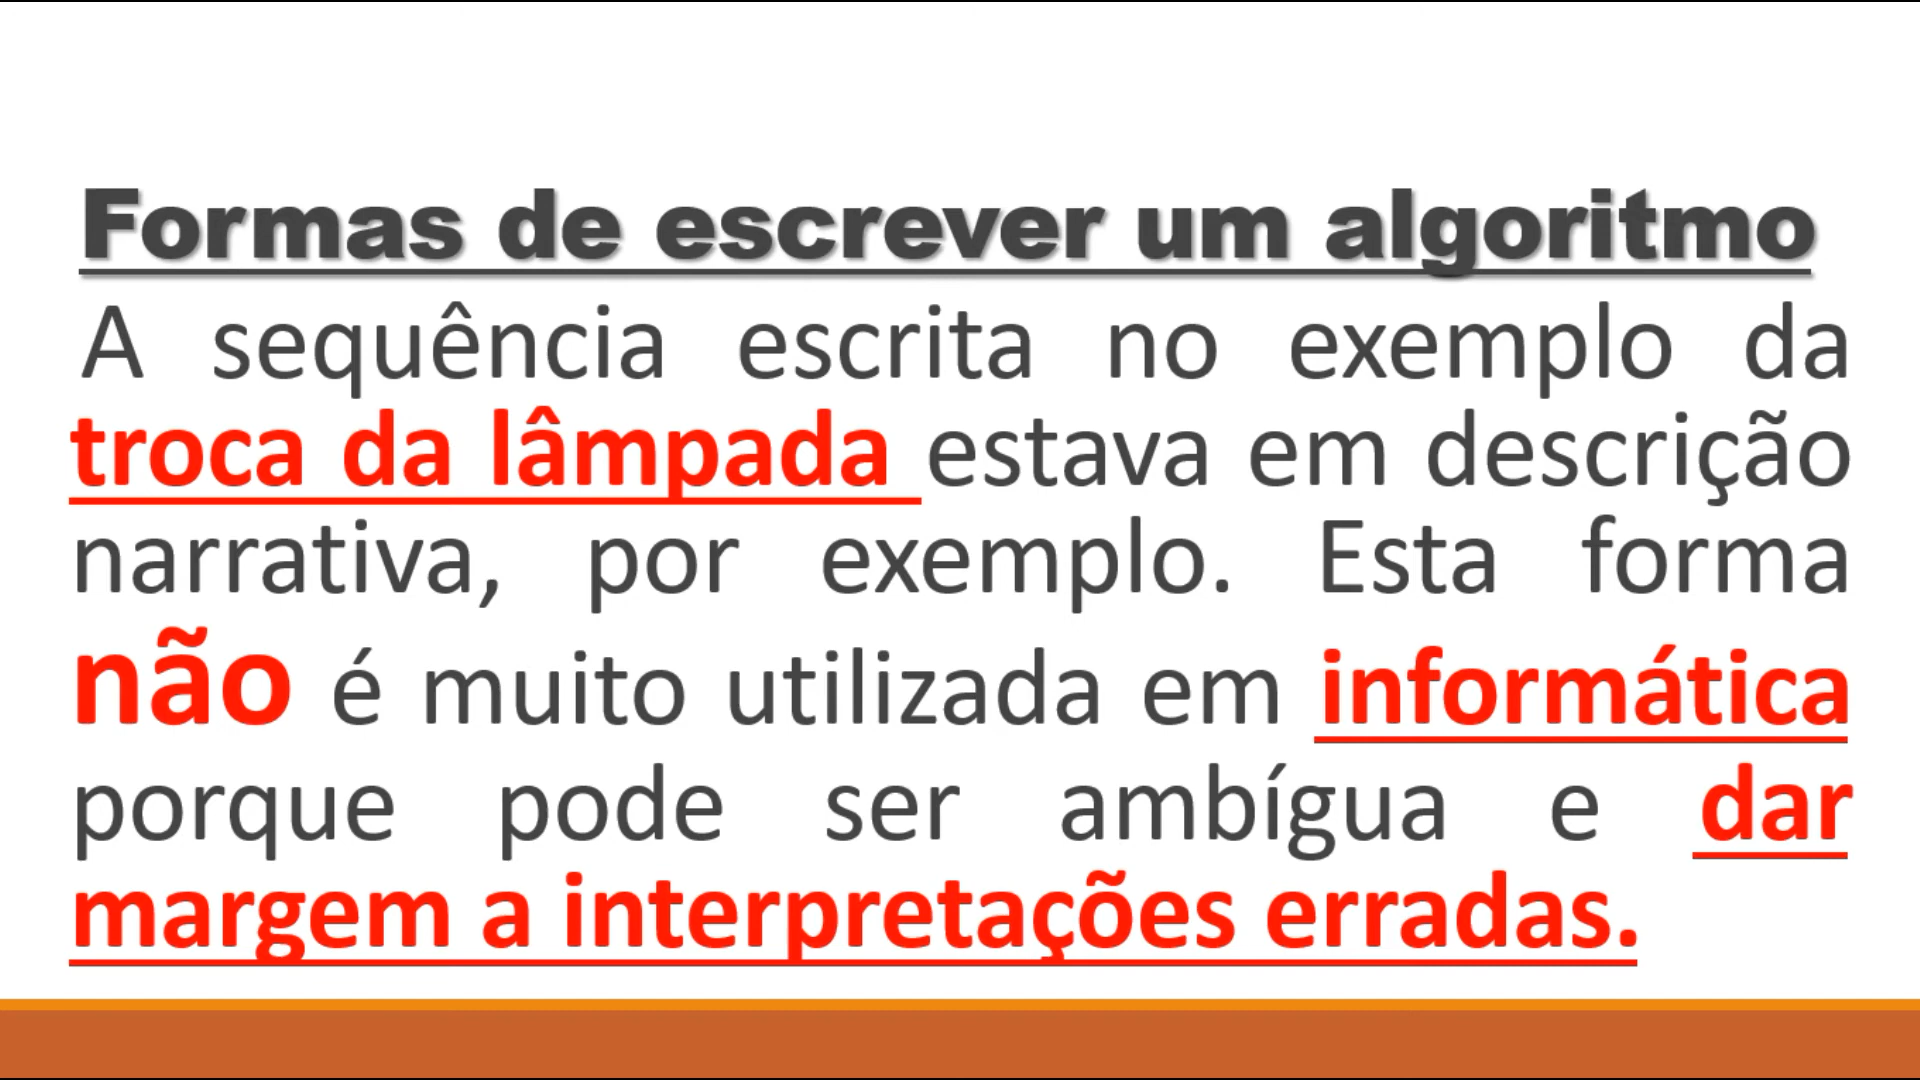 Formas de escrever um algoritmo
A sequência escrita no exemplo da
troca da lâmpada estava em descrição
narrativa, por exemplo. Esta forma
não é muito utilizada em informática
porque pode ser ambígua e dar
margem a interpretações erradas.